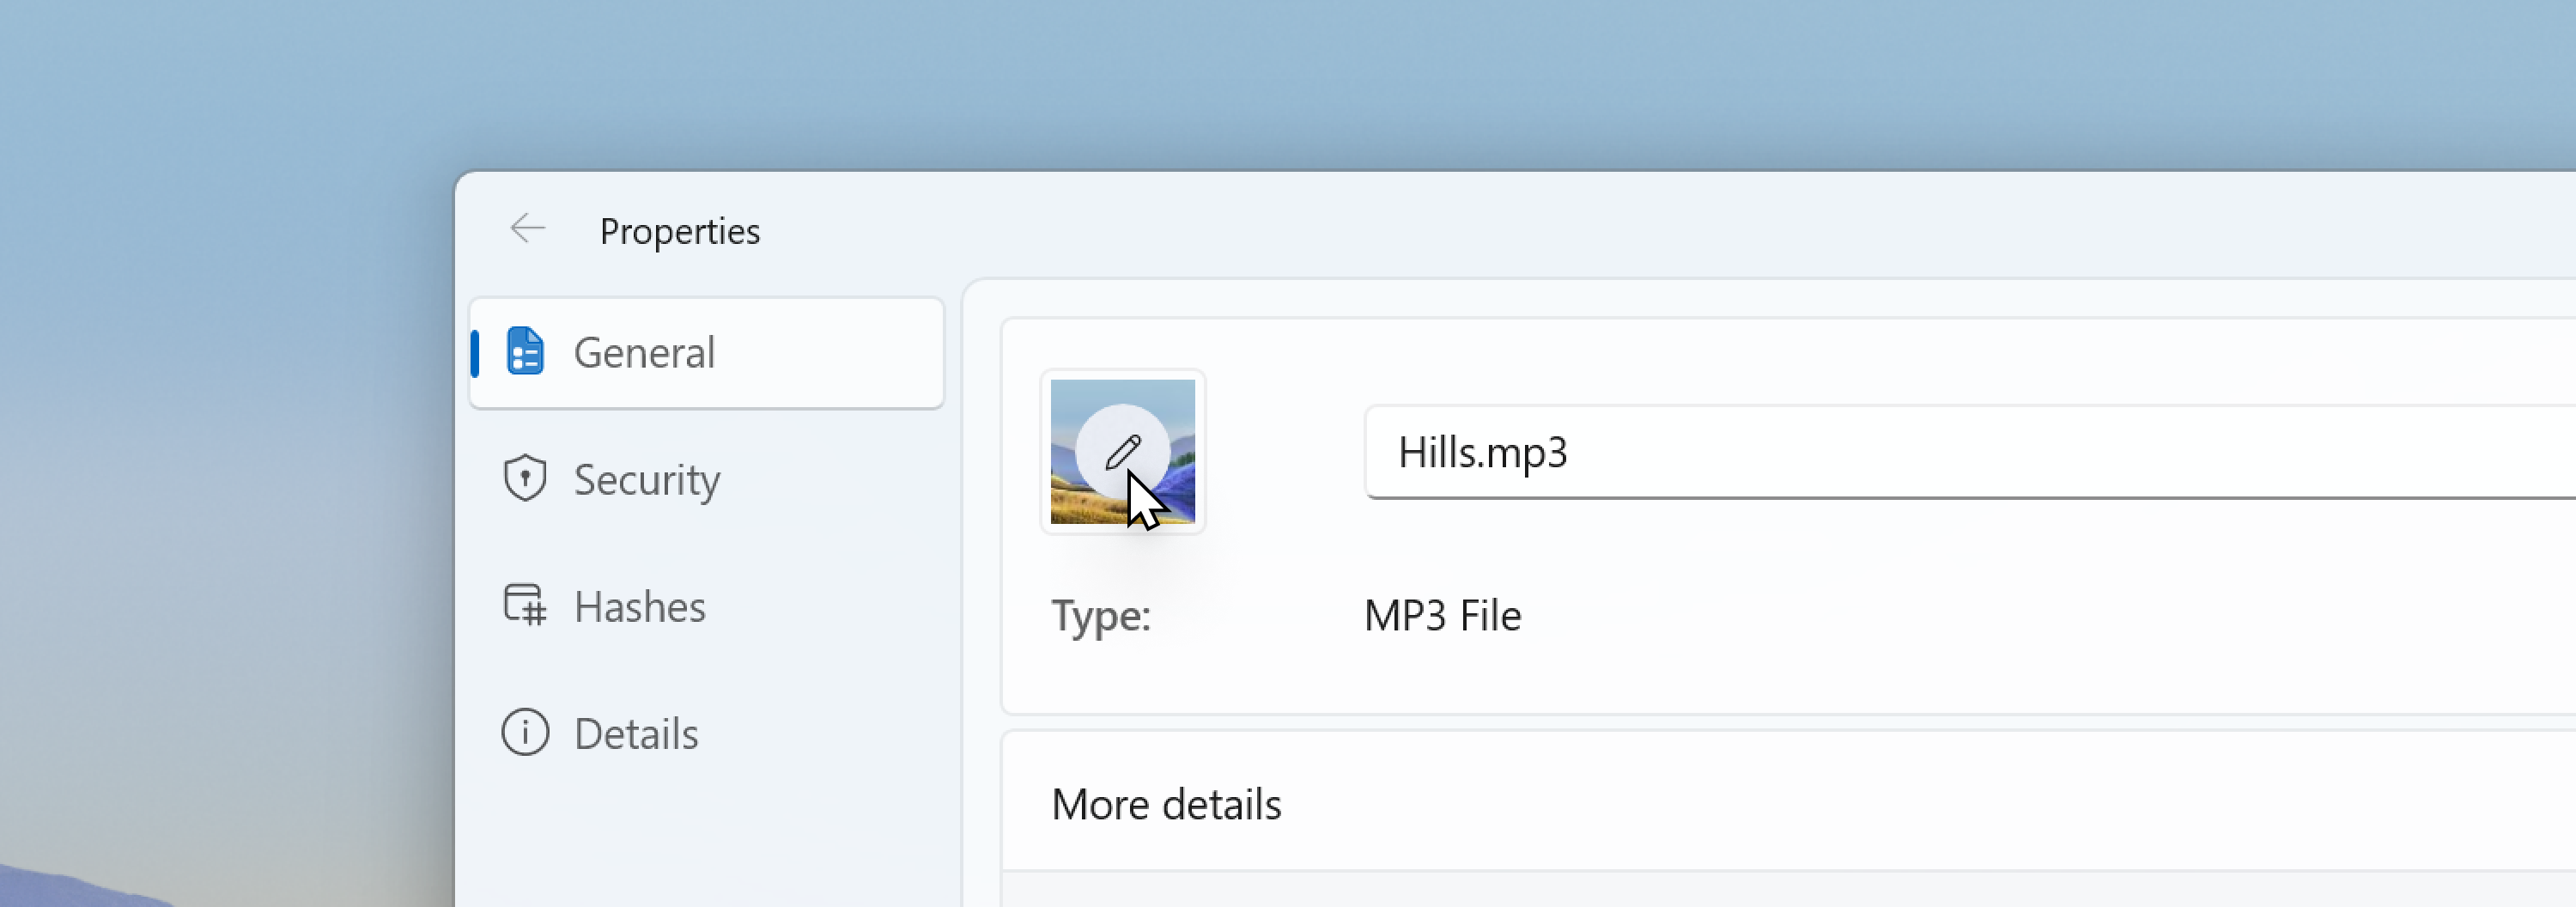 Properties
General
Security
Hashes
Details
Hills.mp3
Type: MP3 File
More details